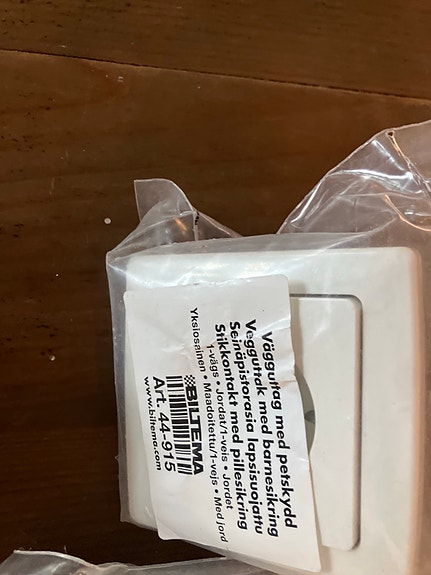 Vägguttag med petskydd
Vegguttak med barnesikring
Seinäpistorasia lapsisuojattu
Stikkontakt med pillesikring
1-vägs • Jordat/1-veis • Jordet
Yksiosainen • Maadoitettu/1-vejs • Med jord
BILTEMA
Art. 44-915
www.biltema.com